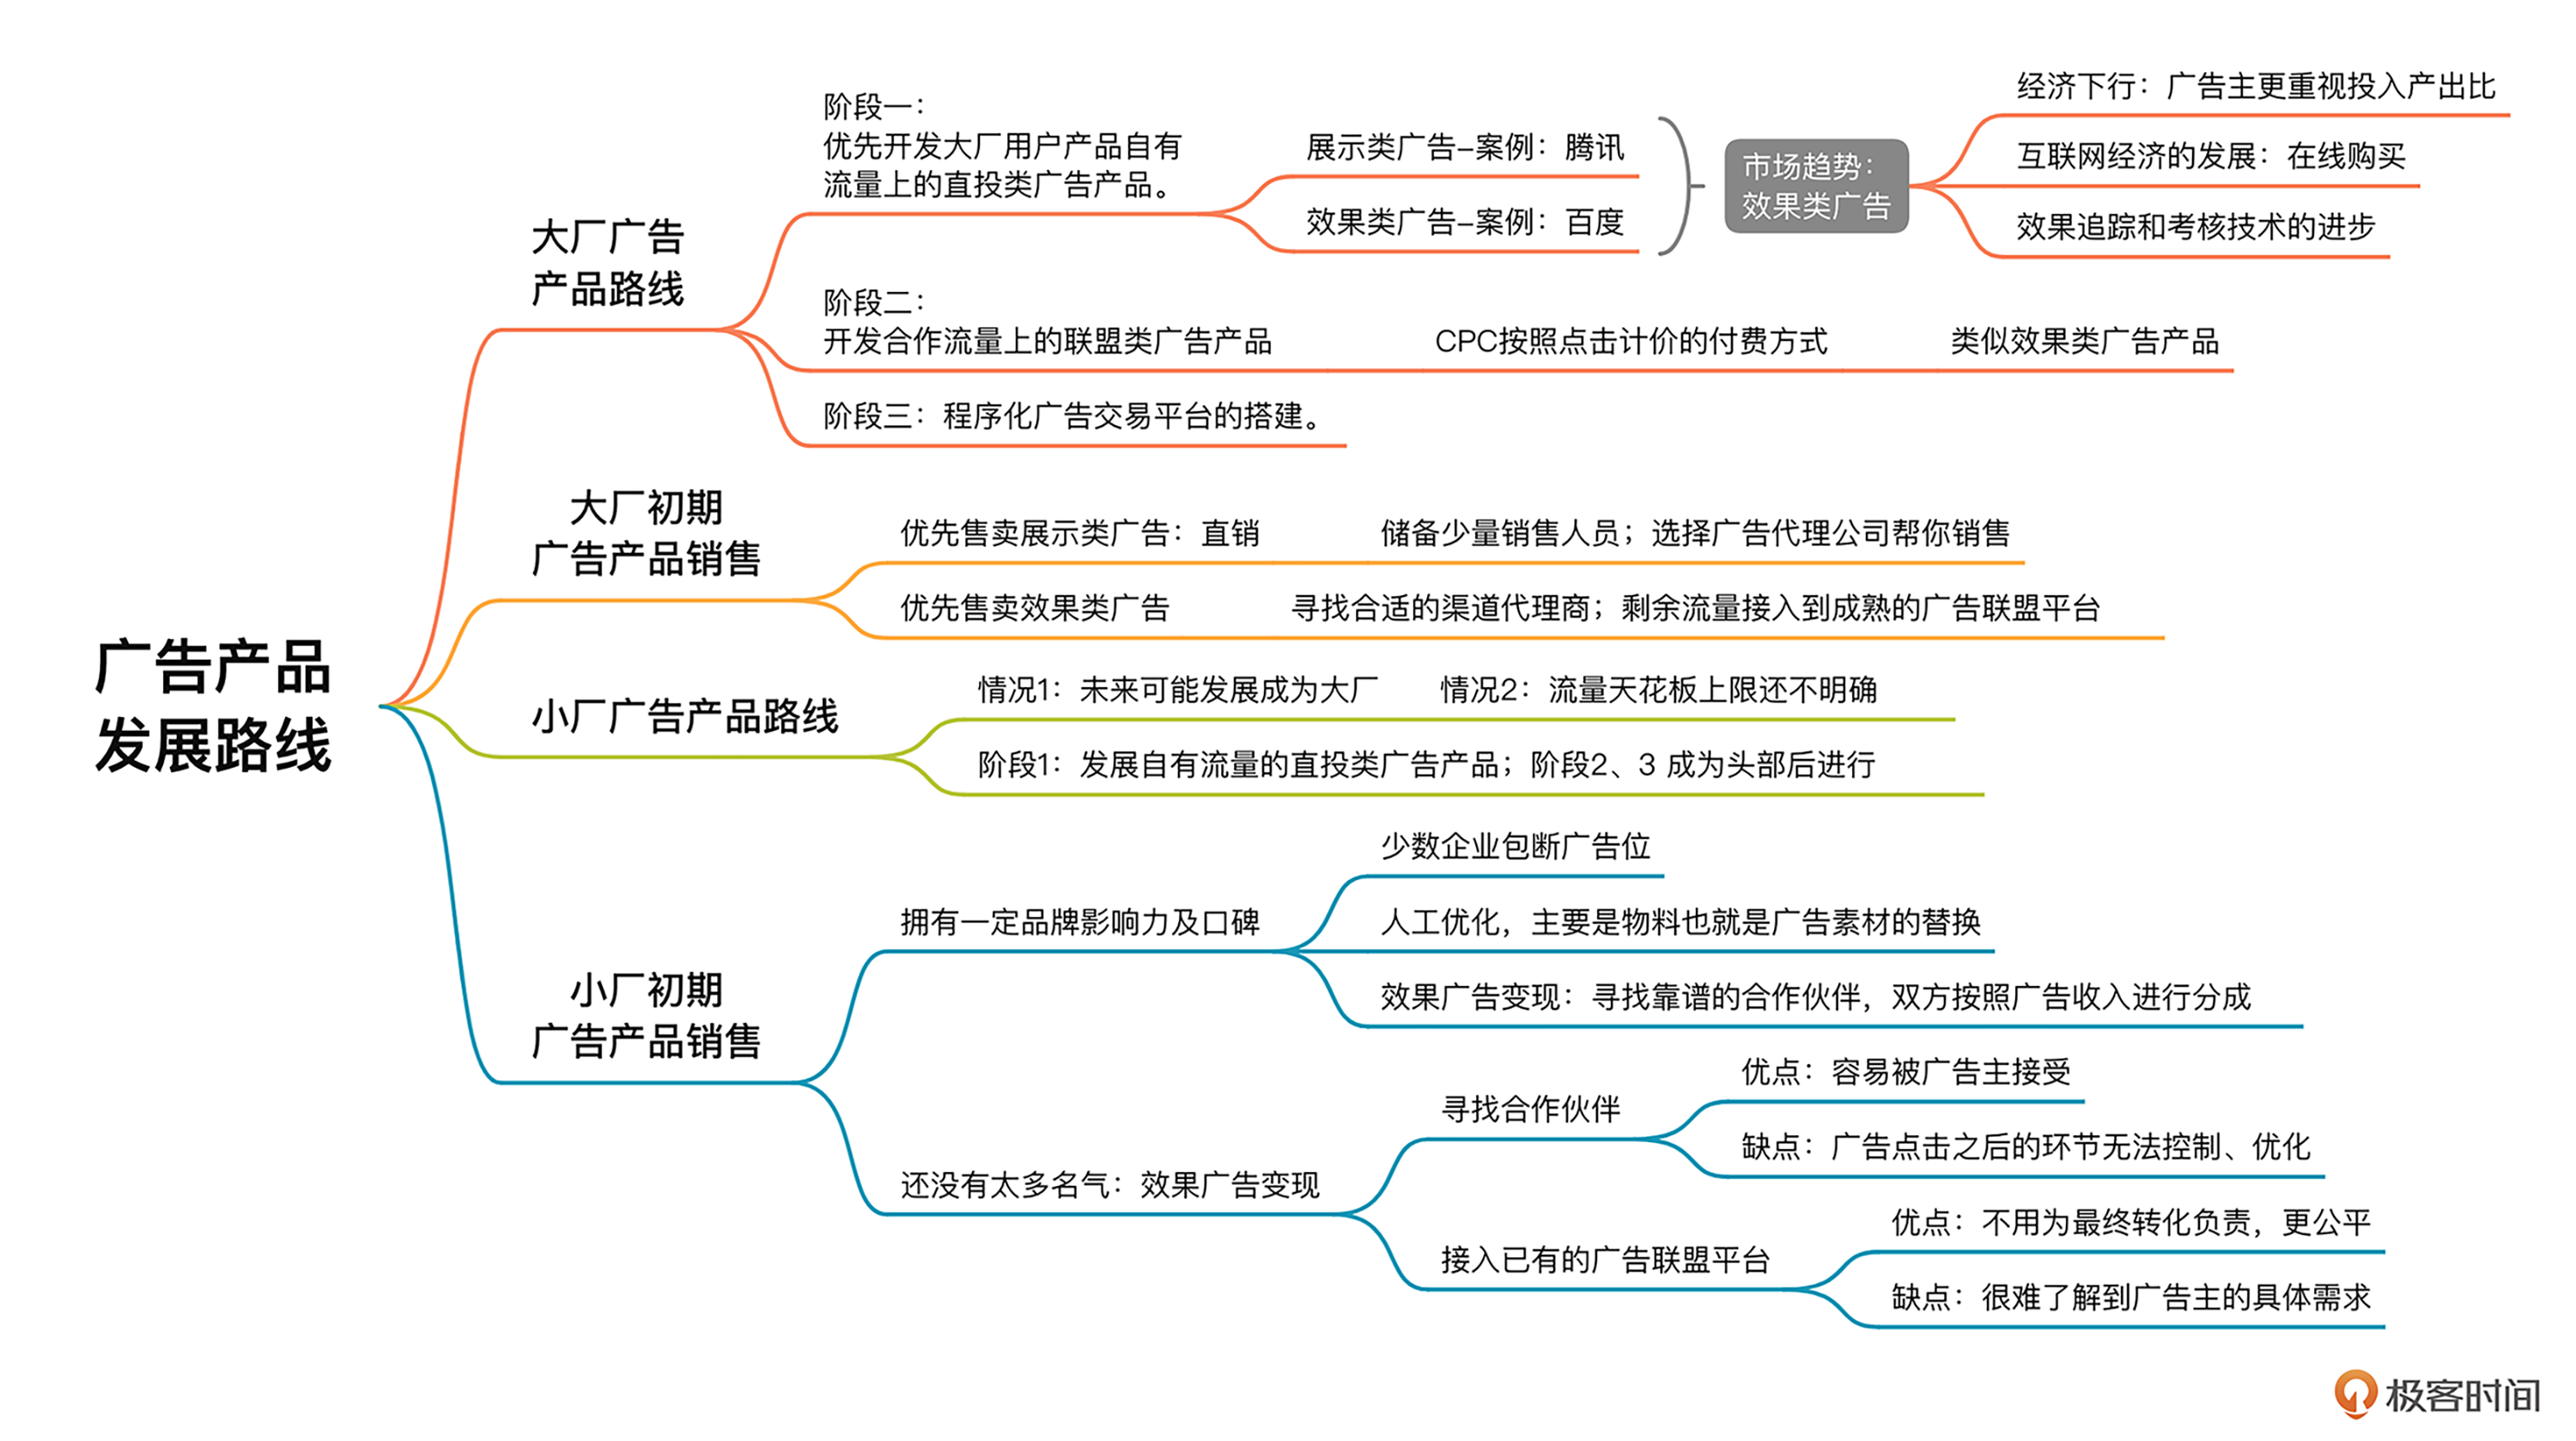 广告产品
发展路线
大厂广告
产品路线
阶段一：
优先开发大厂用户产品自有
流量上的直投类广告产品。
展示类广告-案例：腾讯
效果类广告-案例：百度
市场趋势：
效果类广告
经济下行：广告主更重视投入产出比
互联网经济的发展：在线购买
效果追踪和考核技术的进步
阶段二：
开发合作流量上的联盟类广告产品
CPC按照点击计价的付费方式
类似效果类广告产品
阶段三：程序化广告交易平台的搭建。
大厂初期
广告产品销售
优先售卖展示类广告：直销
储备少量销售人员；选择广告代理公司帮你销售
优先售卖效果类广告
寻找合适的渠道代理商；剩余流量接入到成熟的广告联盟平台
小厂广告产品路线
情况1：未来可能发展成为大厂
情况2：流量天花板上限还不明确
阶段1：发展自有流量的直投类广告产品；阶段2、3 成为头部后进行
小厂初期
广告产品销售
拥有一定品牌影响力及口碑
少数企业包断广告位
人工优化，主要是物料也就是广告素材的替换
效果广告变现：寻找靠谱的合作伙伴，双方按照广告收入进行分成
还没有太多名气：效果广告变现
寻找合作伙伴
优点：容易被广告主接受
缺点：广告点击之后的环节无法控制、优化
接入已有的广告联盟平台
优点：不用为最终转化负责，更公平
缺点：很难了解到广告主的具体需求
极客时间